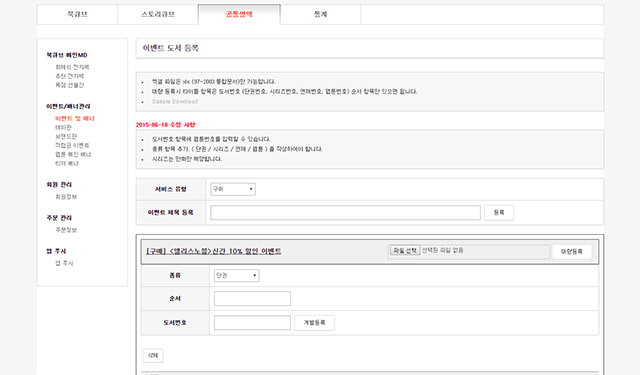 북큐브
스토리큐브
공통영역
통계
북큐브 메인MD
화제의 전자책
추천 전자책
독점 선출간
이벤트/배너관리
이벤트 및 배너
테마관
브랜드관
적립금 이벤트
웹툰 메인 배너
티저 배너
회원 관리
회원정보
주문 관리
주문정보
앱 푸시
앱 푸시
이벤트 도서 등록
엑셀 파일은 xls (97~2003 통합문서)만 가능합니다.
대량 등록시 타이틀 항목은 도서번호 (단권번호, 시리즈번호, 연재번호, 웹툰번호) 순서 항목만 있으면 됩니다.
Sample Download
2015-06-18 수정 사항
도서번호 항목에 웹툰번호를 입력할 수 있습니다.
종류 항목 추가. ( 단권 / 시리즈 / 연재 / 웹툰 ) 을 작성하여야 합니다.
시리즈는 만화만 해당합니다.
서비스 유형
구매
이벤트 제목 등록
등록
[구매] <앨리스노블>신간 10% 할인 이벤트
파일 선택
선택된 파일 없음
대량등록
종류
단권
순서
도서번호
개별등록
삭제